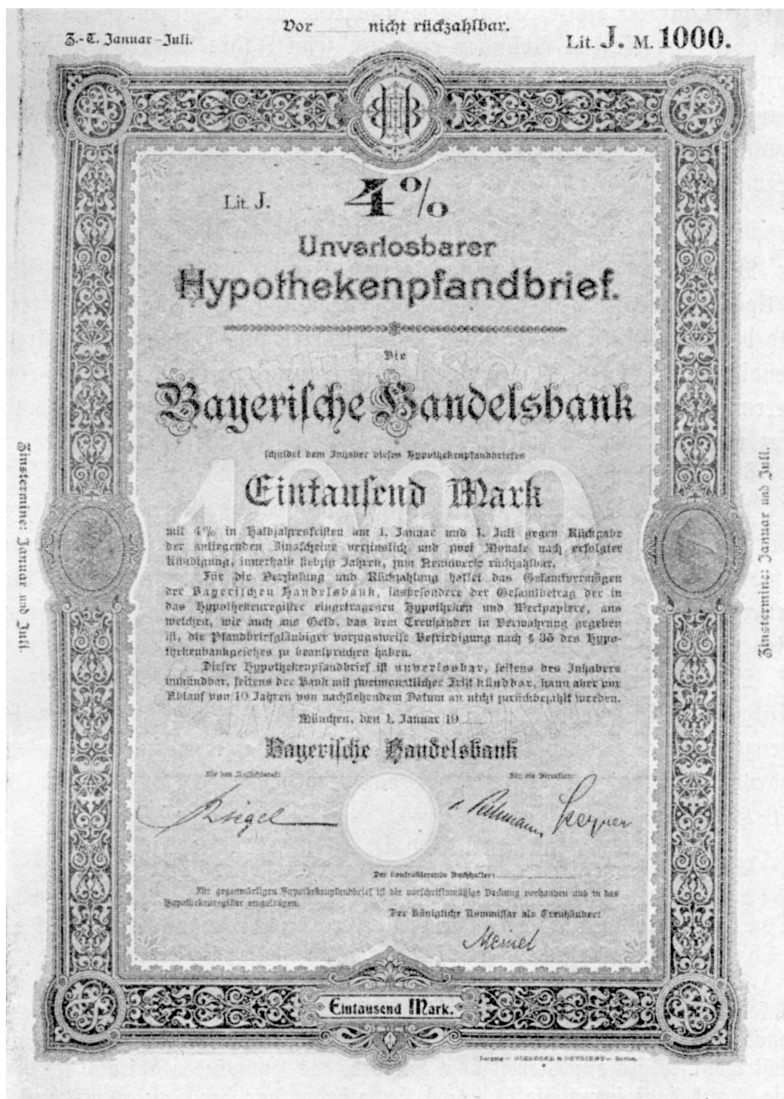 Vor nicht rückzahlbar.
Z.-T. Januar–Juli.
Lit. J. M. 1000.
Lit. J. 4%
Unverlosbarer
Hypothekenpfandbrief.
Die
Bayerische Handelsbank
schuldet dem Inhaber dieses Hypothekenpfandbriefes
Eintausend Mark
mit 4% in Halbjahresfristen am 1. Januar und 1. Juli gegen Rückgabe
der anliegenden Zinsscheine verzinslich und zwei Monate nach erfolgter
Kündigung, innerhalb siebzig Jahren, zum Nennwerte rückzahlbar.
Für die Verzinsung und Rückzahlung haftet das Gesamtvermögen
der Bayerischen Handelsbank, insbesondere der Gesamtbetrag der in
das Hypothekenregister eingetragenen Hypotheken und Wertpapiere, aus
welchen, wie auch aus Geld, das dem Treuhänder in Verwahrung gegeben
ist, die Pfandbriefgläubiger vorzugsweise Befriedigung nach § 35 des Hypo-
thekenbankgesetzes zu beanspruchen haben.
Dieser Hypothekenpfandbrief ist unverlosbar, seitens des Inhabers
unkündbar, seitens der Bank mit zweimonatlicher Frist kündbar, kann aber vor
Ablauf von 10 Jahren von nachstehendem Datum an nicht zurückbezahlt werden.
München, den 1. Januar 19
Bayerische Handelsbank
Für den Aufsichtsrat: Für die Direktion:
Der kontrollierende Buchhalter:
Für gegenwärtigen Hypothekenpfandbrief ist die vorschriftsmäßige Deckung vorhanden und in das
Hypothekenregister eingetragen.
Der Königliche Kommissar als Treuhänder:
Meinel
Eintausend Mark.
Leipzig – GIESECKE & DEVRIENT – Berlin.
Zinstermine: Januar und Juli.
Zinstermine: Januar und Juli.
1000